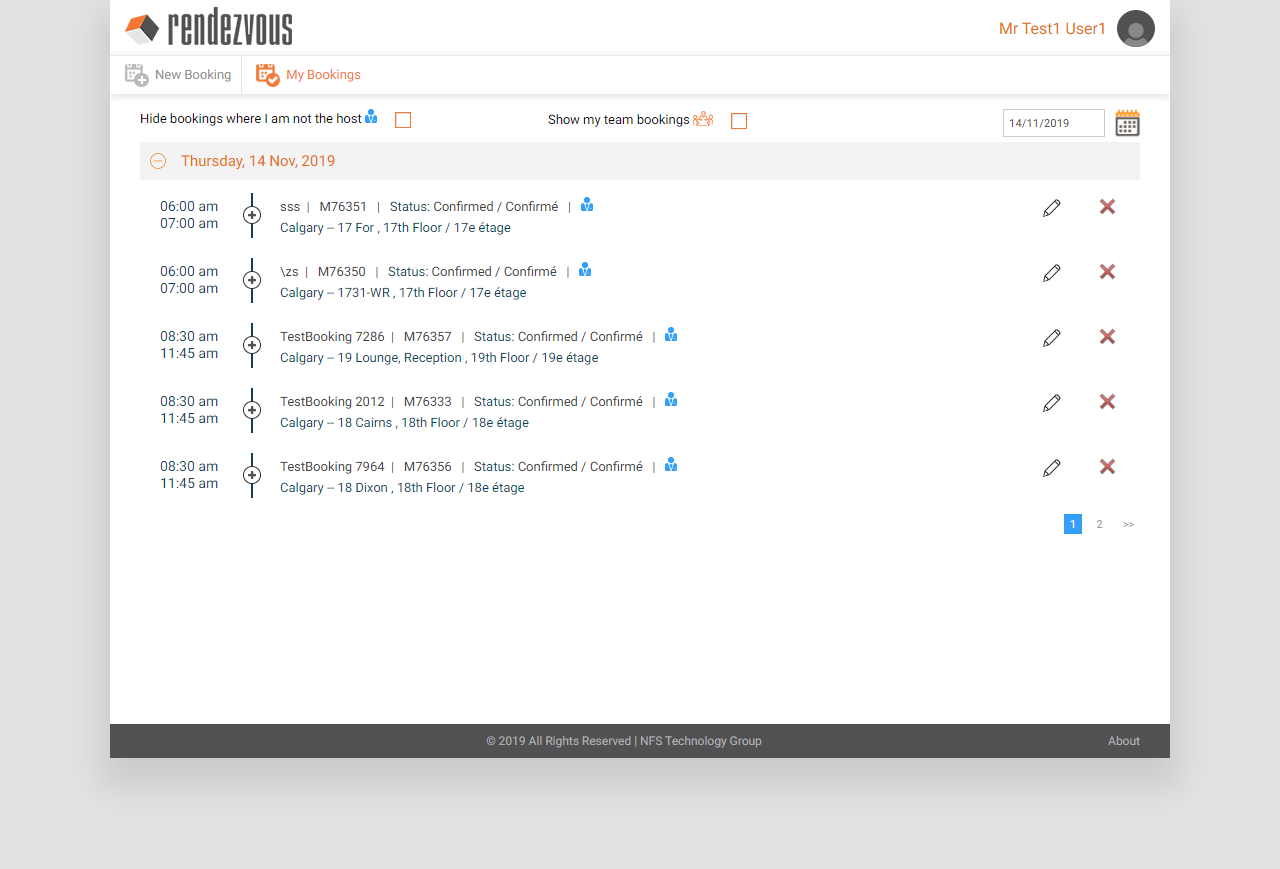 rendezvous
Mr Test1 User1
New Booking
My Bookings
Hide bookings where I am not the host
Show my team bookings
14/11/2019
Thursday, 14 Nov, 2019
06:00 am
07:00 am
sss | M76351 | Status: Confirmed / Confirmé |
Calgary -- 17 For , 17th Floor / 17e étage
06:00 am
07:00 am
\zs | M76350 | Status: Confirmed / Confirmé |
Calgary -- 1731-WR , 17th Floor / 17e étage
08:30 am
11:45 am
TestBooking 7286 | M76357 | Status: Confirmed / Confirmé |
Calgary -- 19 Lounge, Reception , 19th Floor / 19e étage
08:30 am
11:45 am
TestBooking 2012 | M76333 | Status: Confirmed / Confirmé |
Calgary -- 18 Cairns , 18th Floor / 18e étage
08:30 am
11:45 am
TestBooking 7964 | M76356 | Status: Confirmed / Confirmé |
Calgary -- 18 Dixon , 18th Floor / 18e étage
1 2 >>
© 2019 All Rights Reserved | NFS Technology Group
About